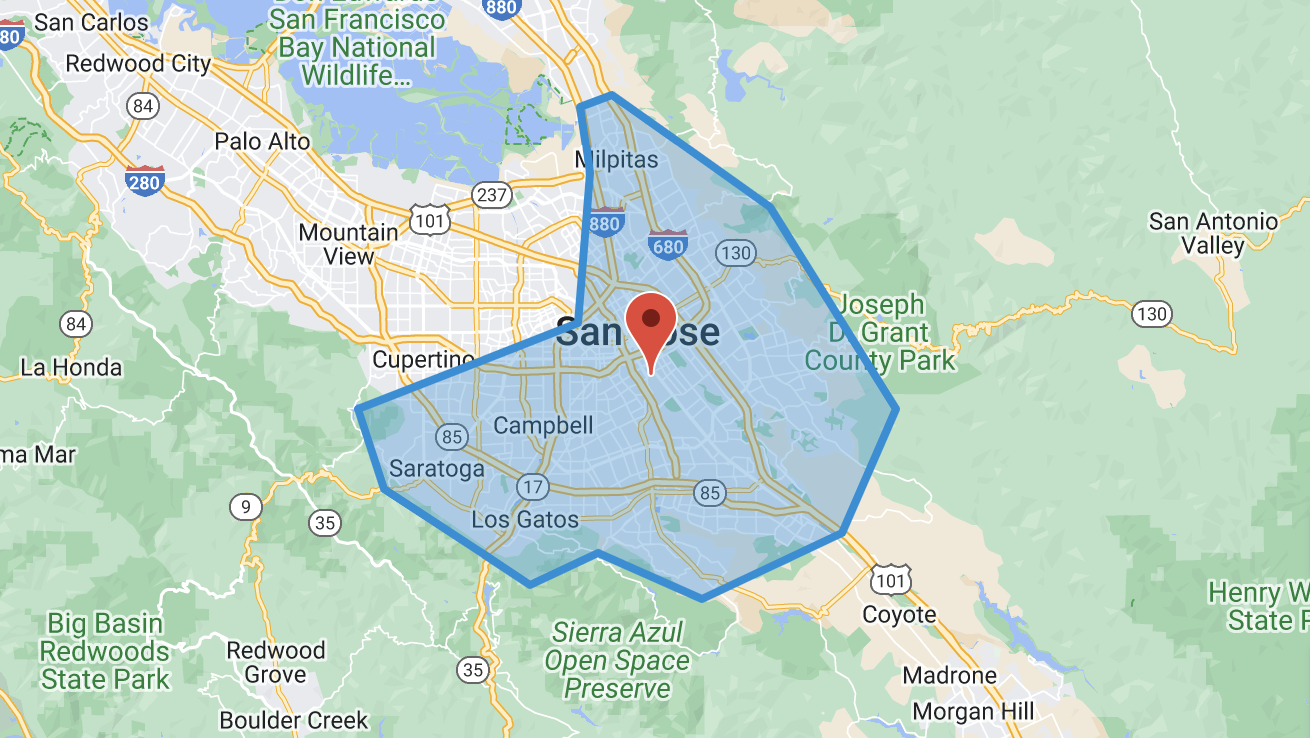 880
San Francisco
Bay National
Wildlife...
San Carlos
80
Redwood City
84
Palo Alto
280
237
101
Milpitas
880
680
130
Mountain
View
San Antonio
Valley
Joseph
D. Grant
County Park
130
84
San Jose
La Honda
Cupertino
Campbell
85
ma Mar
Saratoga
17
85
9
35
Los Gatos
101
Coyote
Henry W
State P
Big Basin
Redwoods
State Park
Sierra Azul
Open Space
Preserve
Redwood
Grove
35
Madrone
Morgan Hill
Boulder Creek